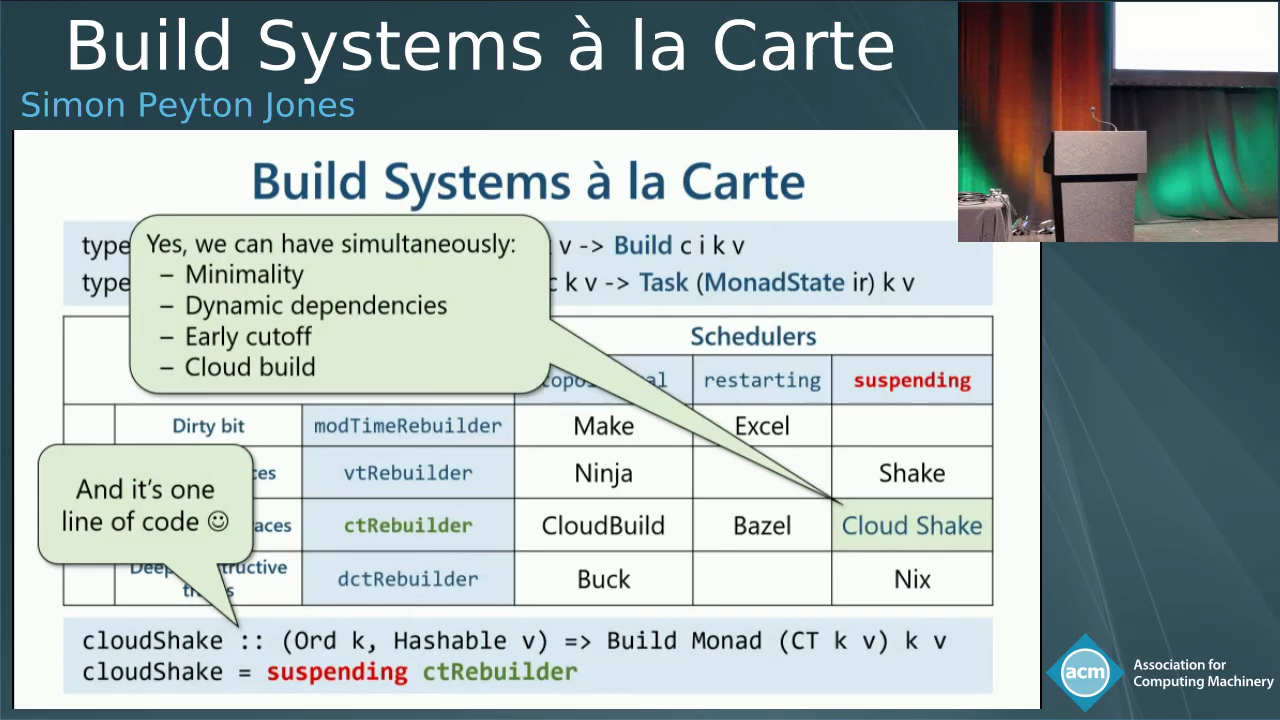 Build Systems à la Carte
Simon Peyton Jones
Build Systems à la Carte
type
v -> Build c i k v
type
c k v -> Task (MonadState ir) k v
Yes, we can have simultaneously:
– Minimality
– Dynamic dependencies
– Early cutoff
– Cloud build
Schedulers
restarting
suspending
Dirty bit
modTimeRebuilder
Make
Excel
vtRebuilder
Ninja
Shake
And it's one
line of code ☺
ctRebuilder
CloudBuild
Bazel
Cloud Shake
dctRebuilder
Buck
Nix
cloudShake :: (Ord k, Hashable v) => Build Monad (CT k v) k v
cloudShake = suspending ctRebuilder
acm
Association for
Computing Machinery